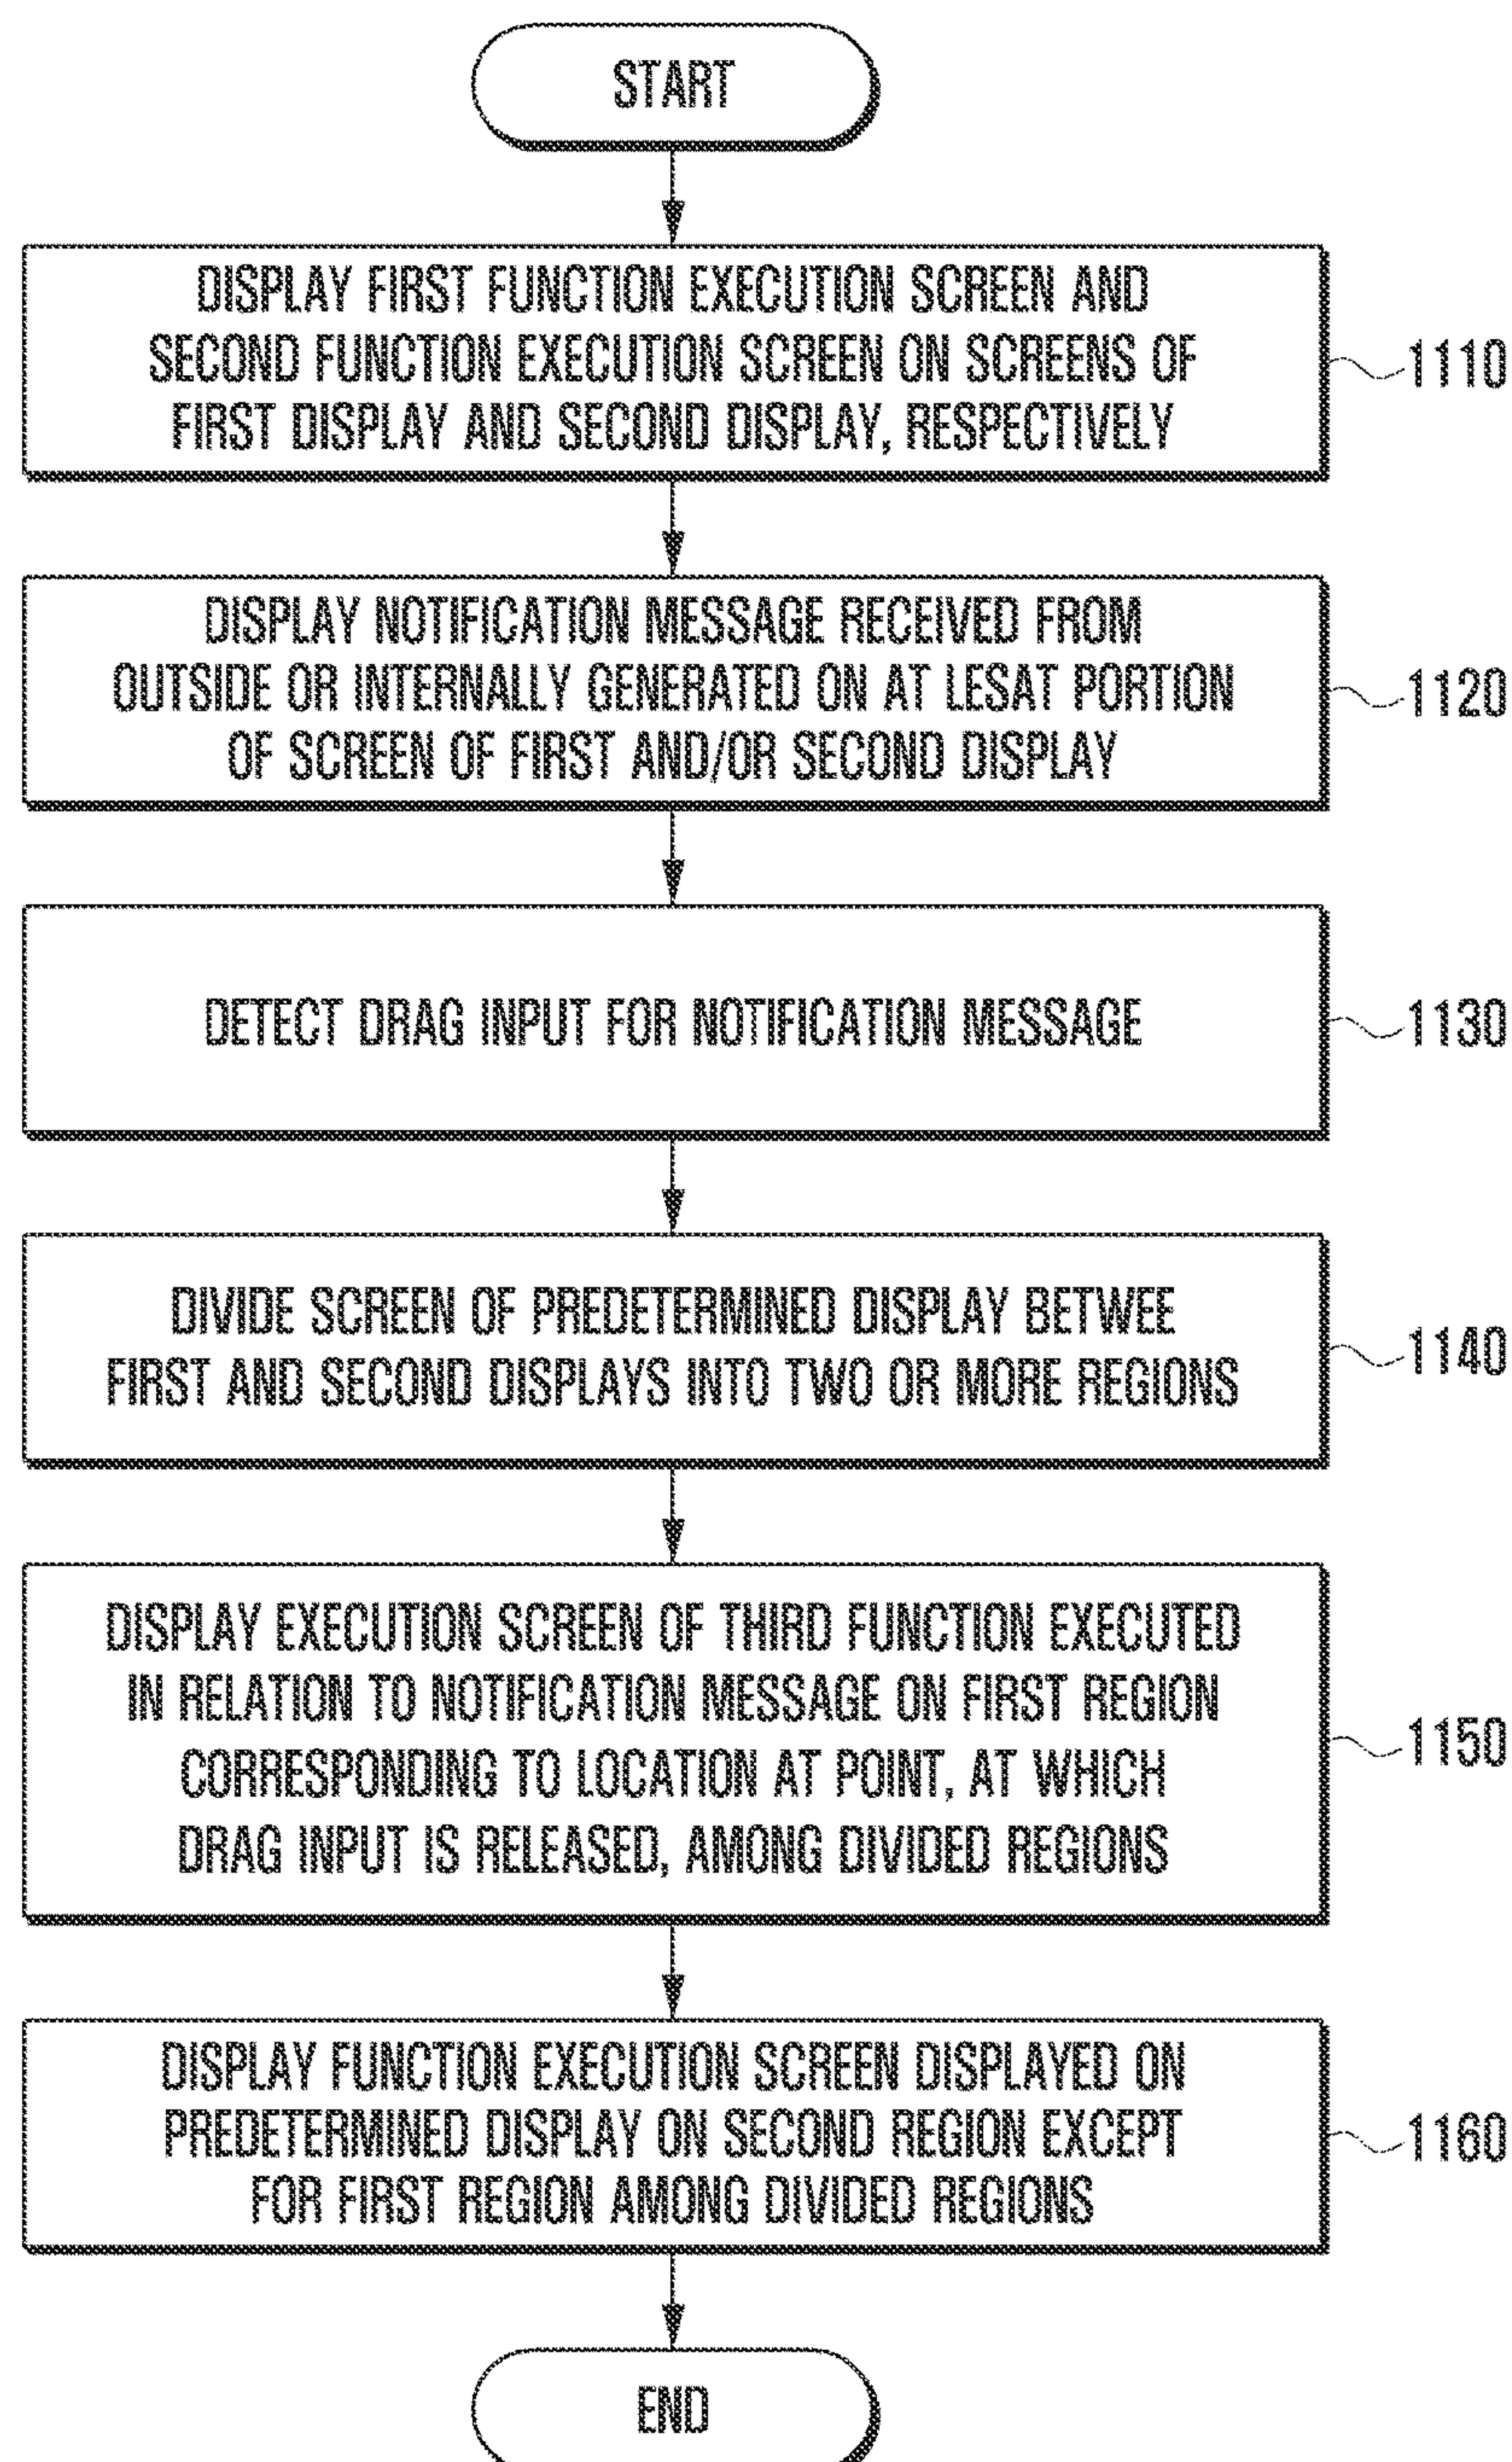 START
DISPLAY FIRST FUNCTION EXECUTION SCREEN AND
SECOND FUNCTION EXECUTION SCREEN ON SCREENS OF
FIRST DISPLAY AND SECOND DISPLAY, RESPECTIVELY
1110
DISPLAY NOTIFICATION MESSAGE RECEIVED FROM
OUTSIDE OR INTERNALLY GENERATED ON AT LESAT PORTION
OF SCREEN OF FIRST AND/OR SECOND DISPLAY
1120
DETECT DRAG INPUT FOR NOTIFICATION MESSAGE
1130
DIVIDE SCREEN OF PREDETERMINED DISPLAY BETWEE
FIRST AND SECOND DISPLAYS INTO TWO OR MORE REGIONS
1140
DISPLAY EXECUTION SCREEN OF THIRD FUNCTION EXECUTED
IN RELATION TO NOTIFICATION MESSAGE ON FIRST REGION
CORRESPONDING TO LOCATION AT POINT, AT WHICH
DRAG INPUT IS RELEASED, AMONG DIVIDED REGIONS
1150
DISPLAY FUNCTION EXECUTION SCREEN DISPLAYED ON
PREDETERMINED DISPLAY ON SECOND REGION EXCEPT
FOR FIRST REGION AMONG DIVIDED REGIONS
1160
END